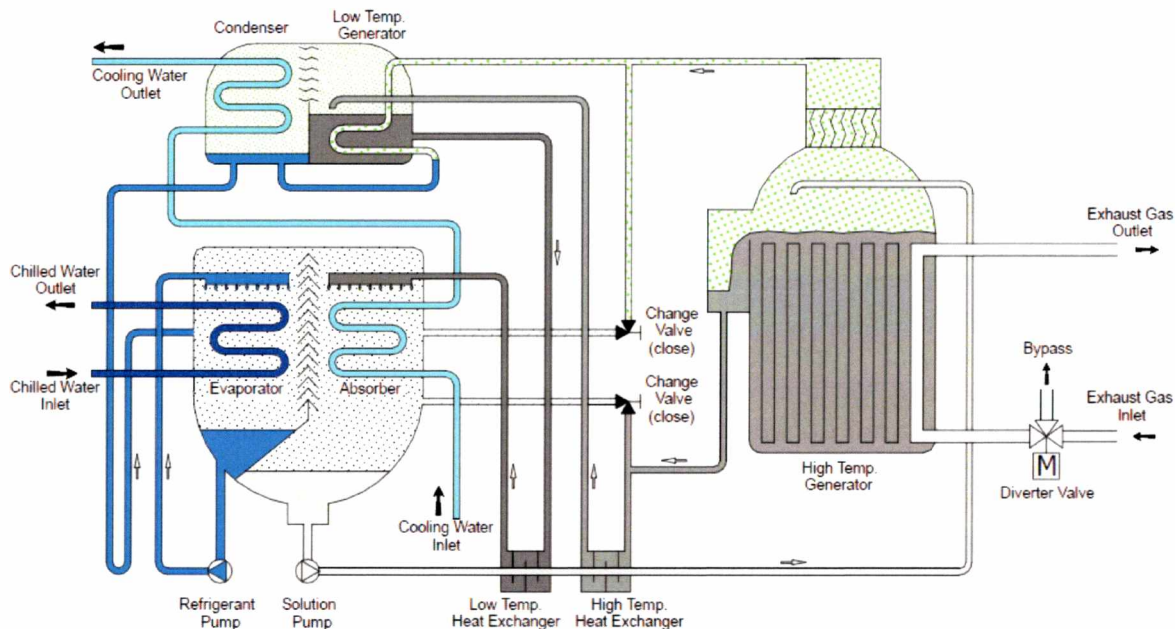 Condenser
Low Temp.
Generator
Cooling Water
Outlet
Exhaust Gas
Outlet
Chilled Water
Outlet
Change
Valve
(close)
Bypass
Chilled Water
Inlet
Evaporator
Absorber
Change
Valve
(close)
Exhaust Gas
Inlet
High Temp.
Generator
M
Diverter Valve
Cooling Water
Inlet
Refrigerant
Pump
Solution
Pump
Low Temp.
Heat Exchanger
High Temp.
Heat Exchanger